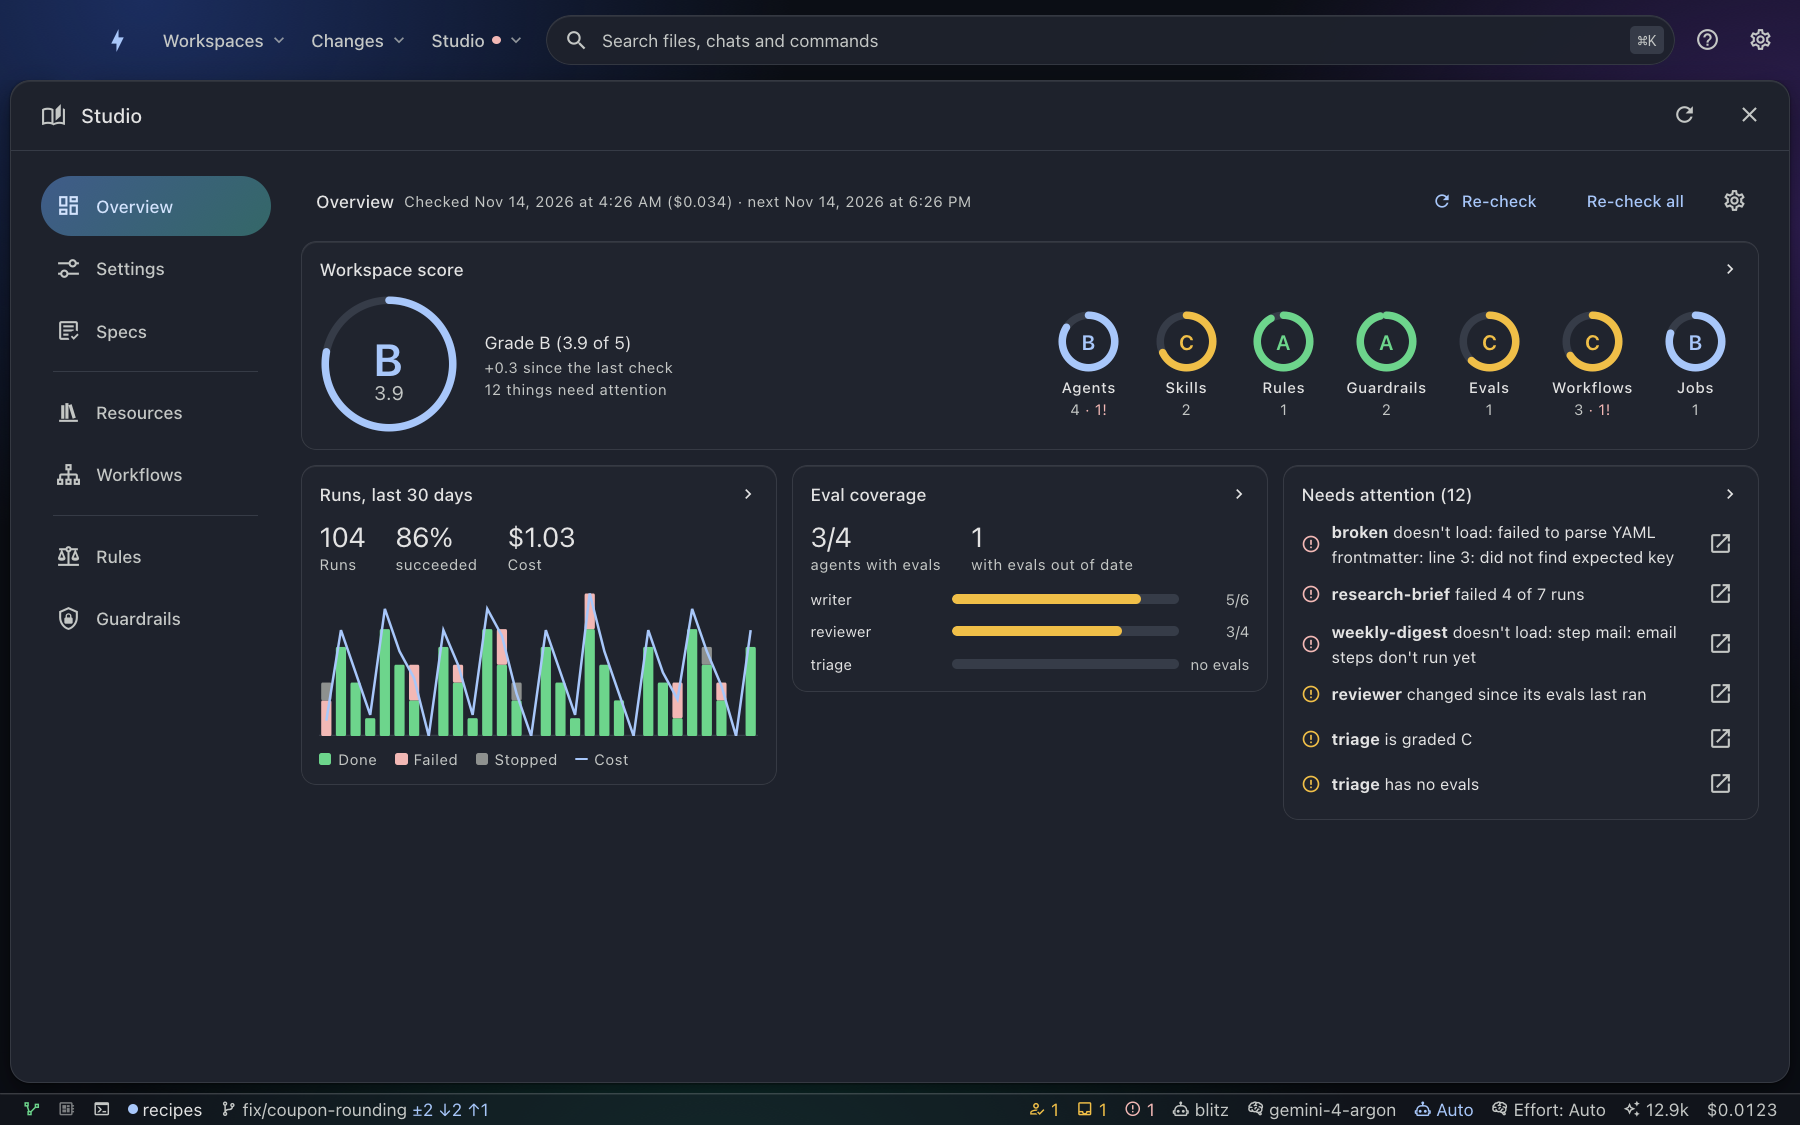 Workspaces
Changes
Studio
Search files, chats and commands
⌘K
Studio
Overview
Settings
Specs
Resources
Workflows
Rules
Guardrails
Overview Checked Nov 14, 2026 at 4:26 AM ($0.034) · next Nov 14, 2026 at 6:26 PM
Re-check
Re-check all
Workspace score
B
3.9
Grade B (3.9 of 5)
+0.3 since the last check
12 things need attention
B
Agents
4 · 1!
C
Skills
2
A
Rules
1
A
Guardrails
2
C
Evals
1
C
Workflows
3 · 1!
B
Jobs
1
Runs, last 30 days
104 86% $1.03
Runs succeeded Cost
Done Failed Stopped Cost
Eval coverage
3/4 1
agents with evals with evals out of date
writer 5/6
reviewer 3/4
triage no evals
Needs attention (12)
broken doesn't load: failed to parse YAML
frontmatter: line 3: did not find expected key
research-brief failed 4 of 7 runs
weekly-digest doesn't load: step mail: email
steps don't run yet
reviewer changed since its evals last ran
triage is graded C
triage has no evals
recipes fix/coupon-rounding ±2 ↓2 ↑1
1 1 1 blitz gemini-4-argon Auto Effort: Auto 12.9k $0.0123